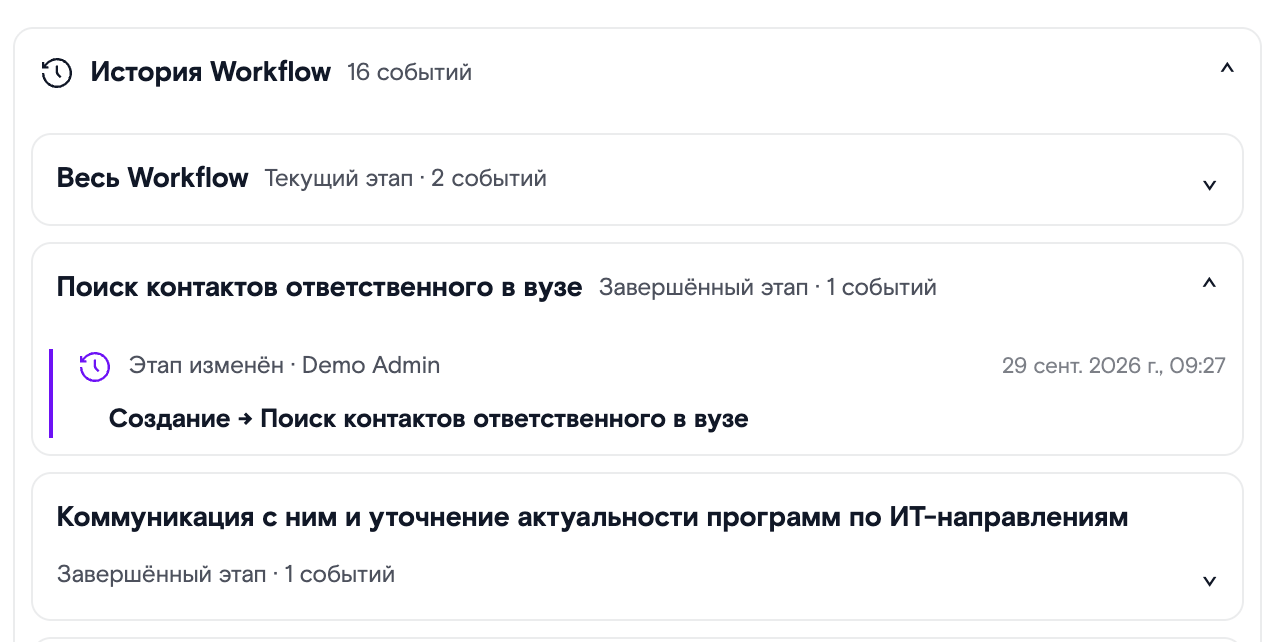 История Workflow 16 событий
Весь Workflow Текущий этап · 2 событий
Поиск контактов ответственного в вузе Завершённый этап · 1 событий
Этап изменён · Demo Admin 29 сент. 2026 г., 09:27
Создание → Поиск контактов ответственного в вузе
Коммуникация с ним и уточнение актуальности программ по ИТ-направлениям
Завершённый этап · 1 событий